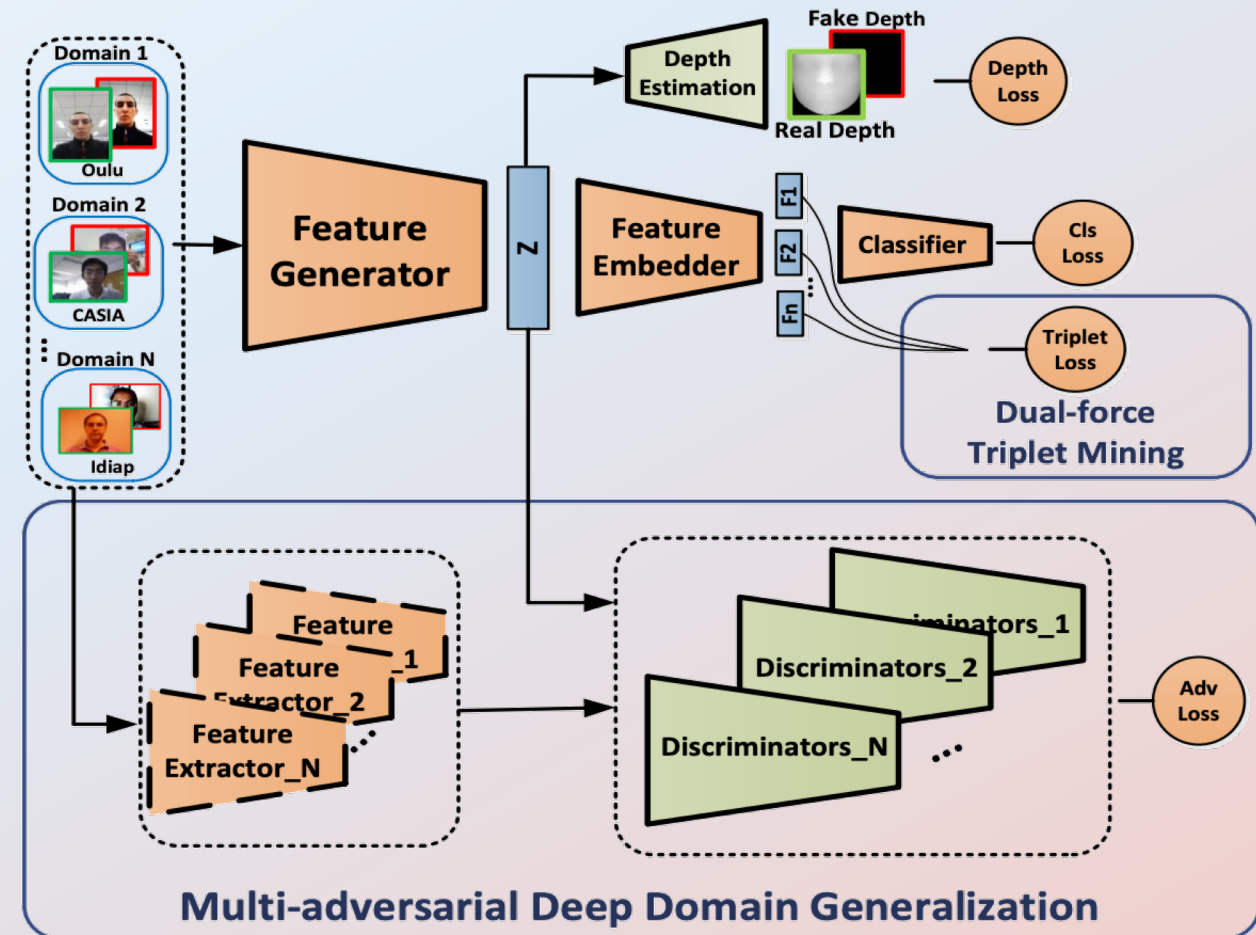 Domain 1
Oulu
Domain 2
CASIA
Domain N
Idiap
Feature
Generator
Z
Depth
Estimation
Fake Depth
Real Depth
Depth
Loss
Feature
Embedder
F1
F2
Fn
Classifier
Cls
Loss
Triplet
Loss
Dual-force
Triplet Mining
Feature
_1
Feature
Extractor_2
Feature
Extractor_N
riminators_1
Discriminators_2
Discriminators_N
Adv
Loss
Multi-adversarial Deep Domain Generalization